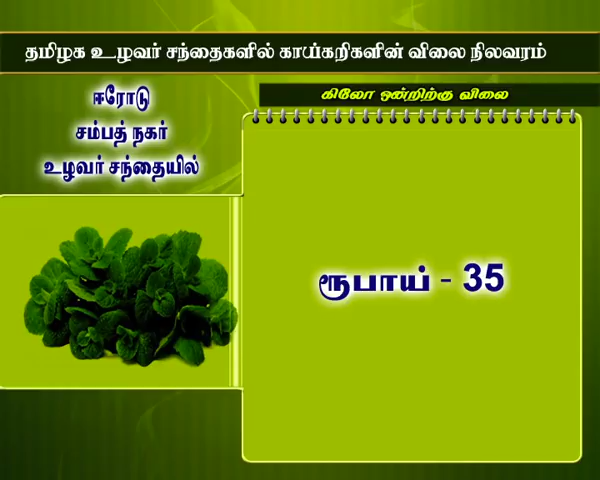 தமிழக உழவர் சந்தைகளில் காய்கறிகளின் விலை நிலவரம்
ஈரோடு
சம்பத் நகர்
உழவர் சந்தையில்
கிலோ ஒன்றிற்கு விலை
ரூபாய் - 35